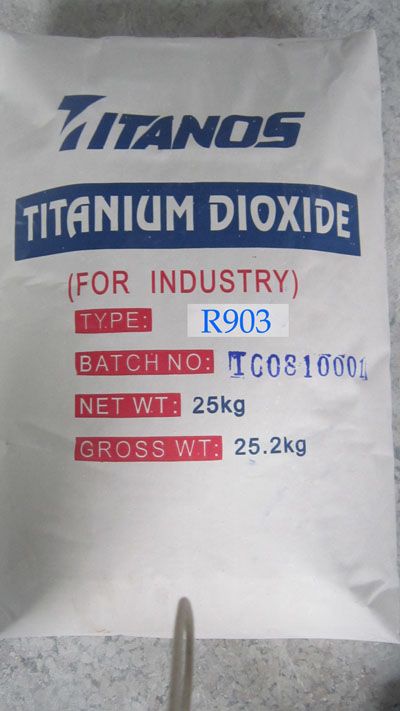 TITANOS
TITANIUM DIOXIDE
(FOR INDUSTRY)
TYPE: R903
BATCH NO: TC0810001
NET WT: 25kg
GROSS WT: 25.2kg